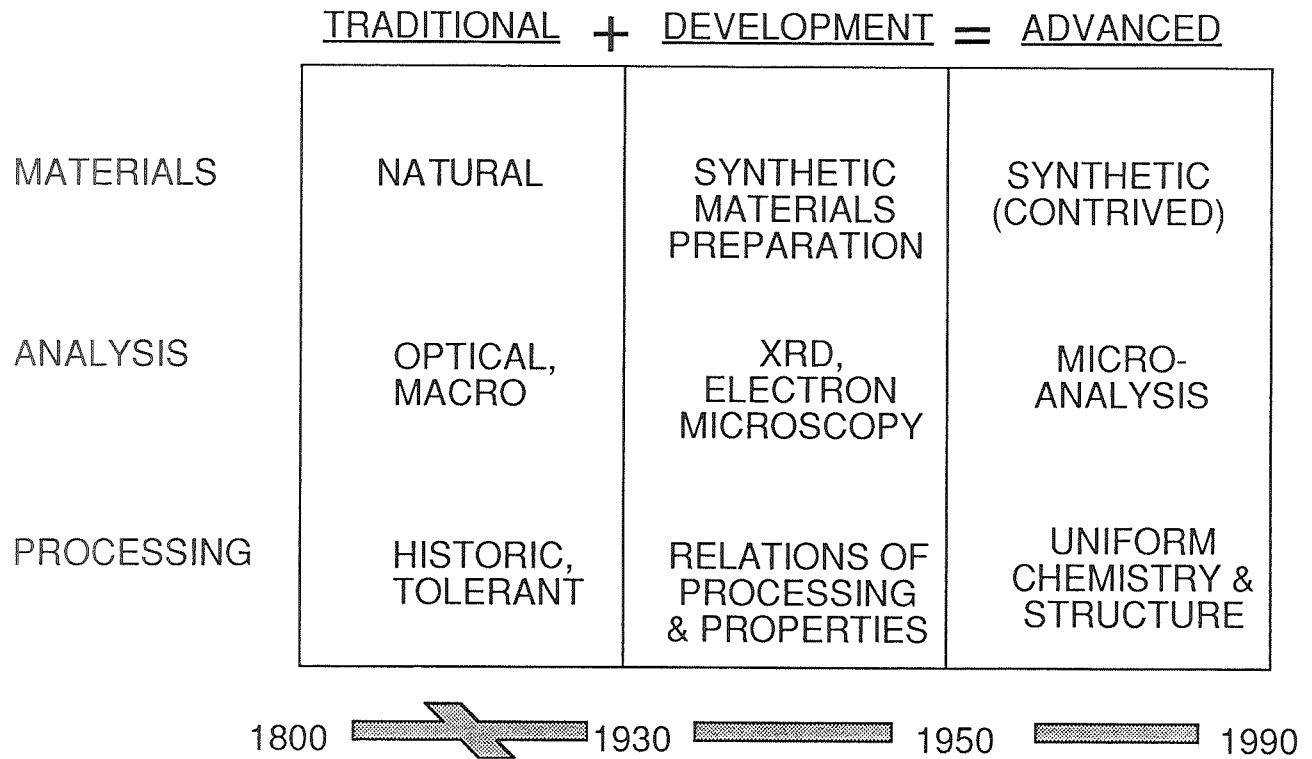 TRADITIONAL + DEVELOPMENT = ADVANCED
MATERIALS NATURAL SYNTHETIC SYNTHETIC
MATERIALS (CONTRIVED)
PREPARATION
ANALYSIS OPTICAL, XRD, MICRO-
MACRO ELECTRON ANALYSIS
MICROSCOPY
PROCESSING HISTORIC, RELATIONS OF UNIFORM
TOLERANT PROCESSING CHEMISTRY &
& PROPERTIES STRUCTURE
1800 1930 1950 1990